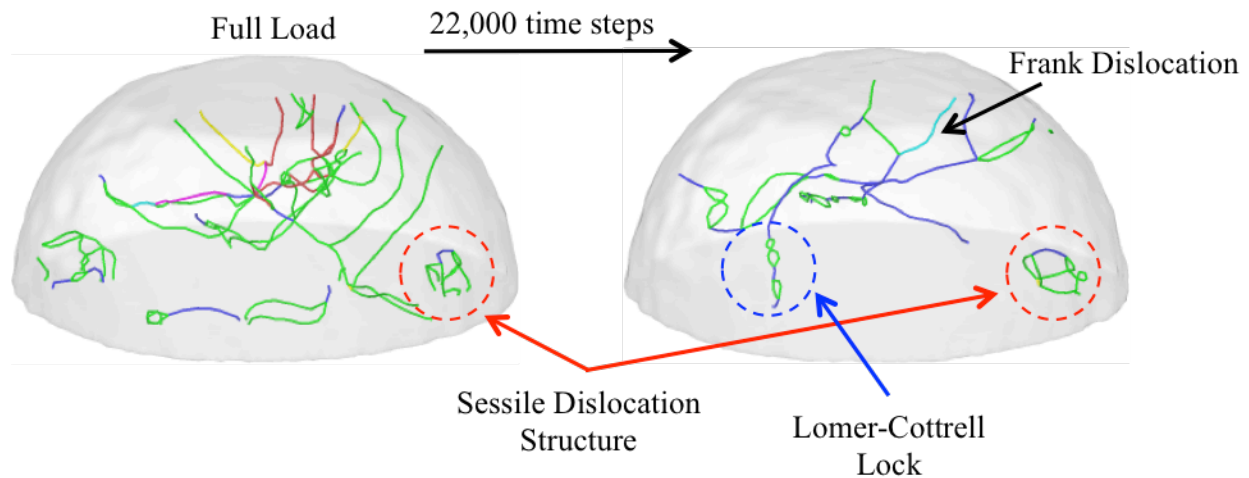 Full Load
22,000 time steps
Frank Dislocation
Sessile Dislocation
Structure
Lomer-Cottrell
Lock